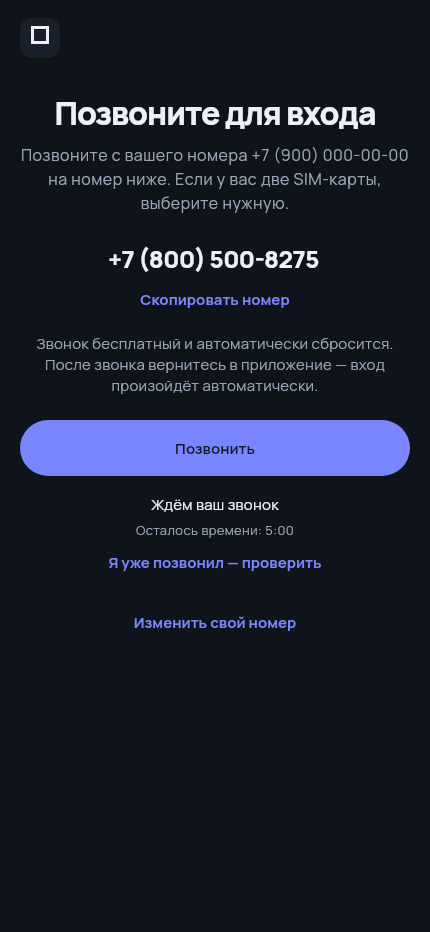 Позвоните для входа
Позвоните с вашего номера +7 (900) 000-00-00
на номер ниже. Если у вас две SIM-карты,
выберите нужную.
+7 (800) 500-8275
Скопировать номер
Звонок бесплатный и автоматически сбросится.
После звонка вернитесь в приложение — вход
произойдёт автоматически.
Позвонить
Ждём ваш звонок
Осталось времени: 5:00
Я уже позвонил — проверить
Изменить свой номер